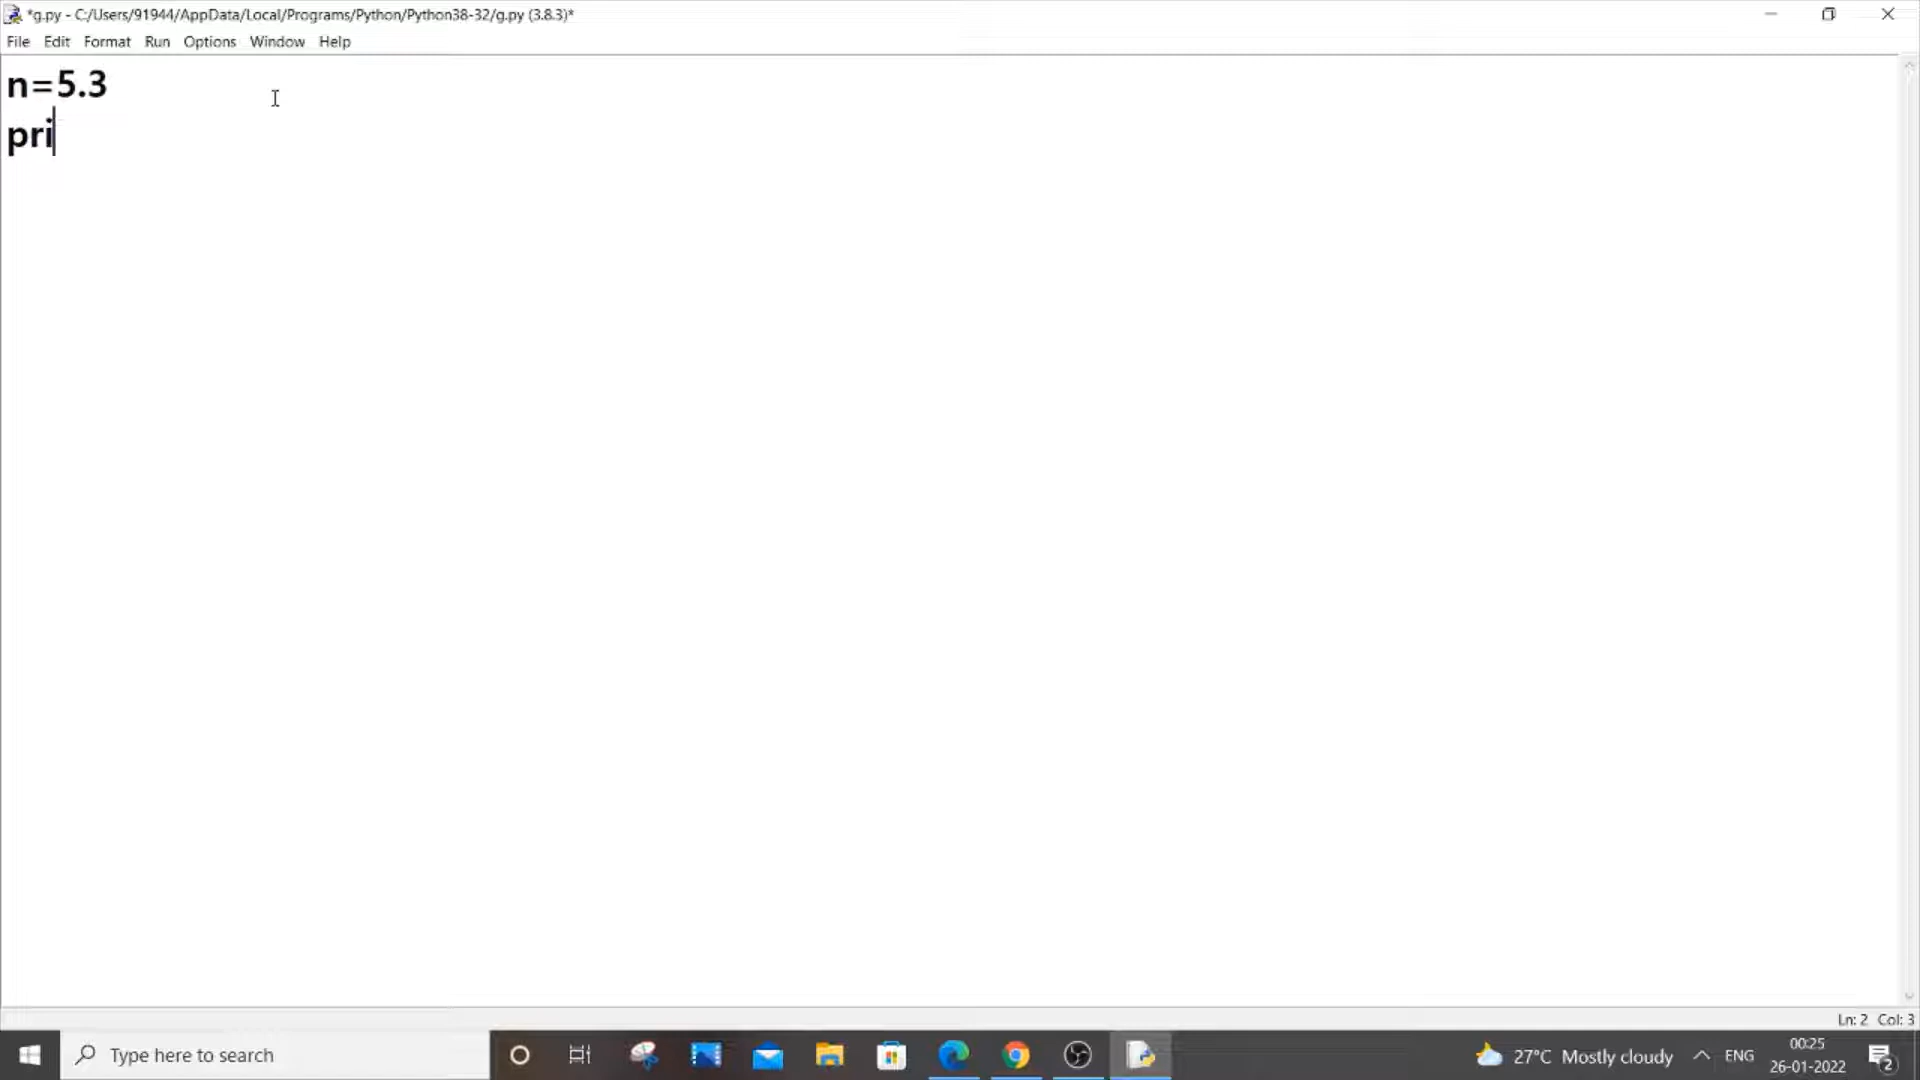 *g.py - C:/Users/91944/AppData/Local/Programs/Python/Python38-32/g.py (3.8.3)*
File Edit Format Run Options Window Help
n=5.3
pri
Ln: 2 Col: 3
Type here to search
27°C Mostly cloudy
ENG
00:25
26-01-2022
2